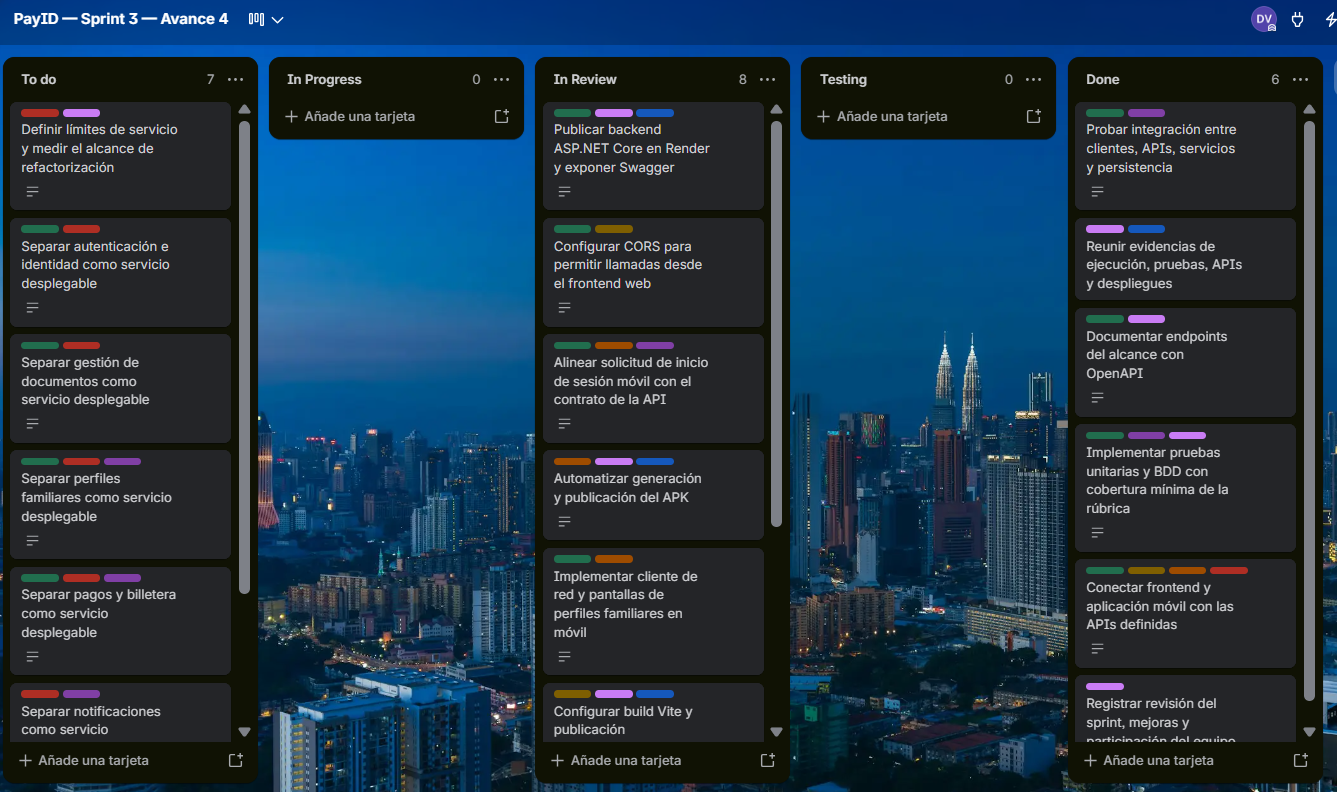 PayID — Sprint 3 — Avance 4
DV
To do 7
Definir límites de servicio
y medir el alcance de
refactorización
Separar autenticación e
identidad como servicio
desplegable
Separar gestión de
documentos como
servicio desplegable
Separar perfiles
familiares como servicio
desplegable
Separar pagos y billetera
como servicio
desplegable
Separar notificaciones
como servicio
Añade una tarjeta
In Progress 0
Añade una tarjeta
In Review 8
Publicar backend
ASP.NET Core en Render
y exponer Swagger
Configurar CORS para
permitir llamadas desde
el frontend web
Alinear solicitud de inicio
de sesión móvil con el
contrato de la API
Automatizar generación
y publicación del APK
Implementar cliente de
red y pantallas de
perfiles familiares en
móvil
Configurar build Vite y
publicación
Añade una tarjeta
Testing 0
Añade una tarjeta
Done 6
Probar integración entre
clientes, APIs, servicios
y persistencia
Reunir evidencias de
ejecución, pruebas, APIs
y despliegues
Documentar endpoints
del alcance con
OpenAPI
Implementar pruebas
unitarias y BDD con
cobertura mínima de la
rúbrica
Conectar frontend y
aplicación móvil con las
APIs definidas
Registrar revisión del
sprint, mejoras y
participación del equipo
Añade una tarjeta